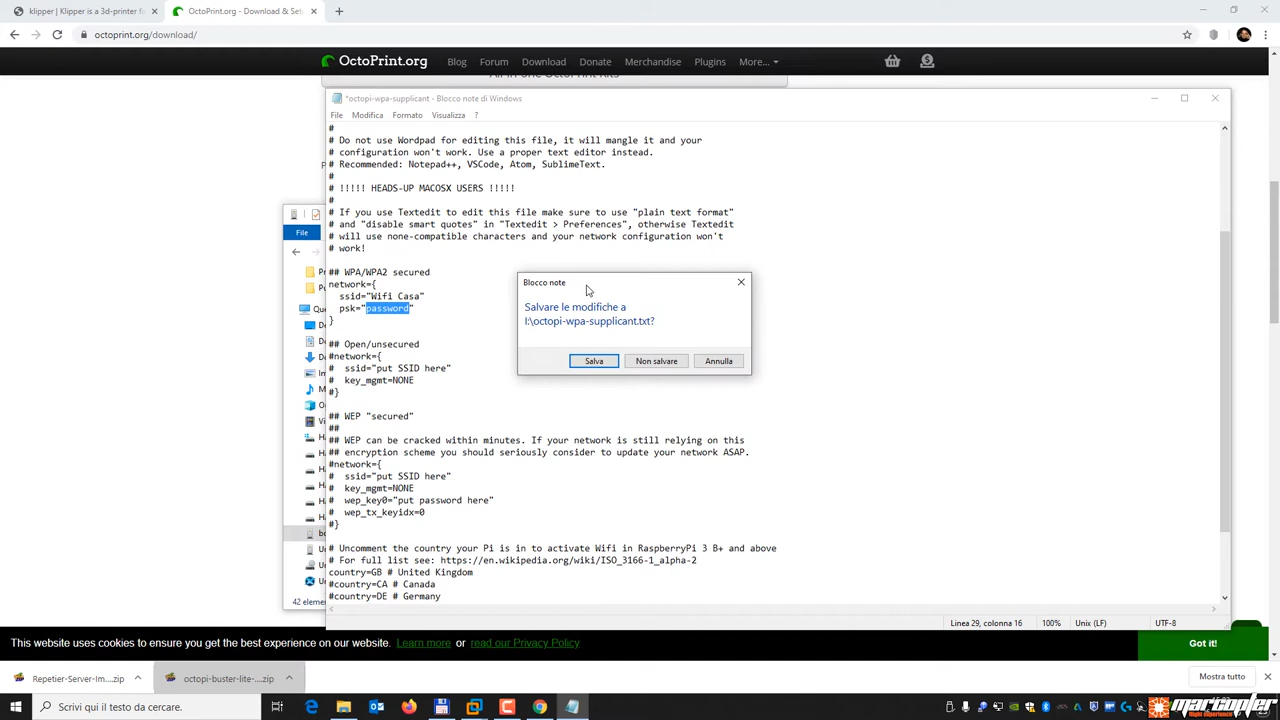 klipper | Klipper is a 3d-printer fi
OctoPrint.org - Download & Set
octoprint.org/download/
OctoPrint.org
Blog
Forum
Download
Donate
Merchandise
Plugins
More...
All in one OctoPrint Kits
*octopi-wpa-supplicant - Blocco note di Windows
File
Modifica
Formato
Visualizza
?
#
# Do not use Wordpad for editing this file, it will mangle it and your
# configuration won't work. Use a proper text editor instead.
# Recommended: Notepad++, VSCode, Atom, SublimeText.
#
# !!!!! HEADS-UP MACOSX USERS !!!!!
#
# If you use Textedit to edit this file make sure to use "plain text format"
# and "disable smart quotes" in "Textedit > Preferences", otherwise Textedit
# will use none-compatible characters and your network configuration won't
# work!
## WPA/WPA2 secured
network={
ssid="Wifi Casa"
psk="password"
}
## Open/unsecured
#network={
# ssid="put SSID here"
# key_mgmt=NONE
#}
## WEP "secured"
##
## WEP can be cracked within minutes. If your network is still relying on this
## encryption scheme you should seriously consider to update your network ASAP.
#network={
# ssid="put SSID here"
# key_mgmt=NONE
# wep_key0="put password here"
# wep_tx_keyidx=0
#}
# Uncomment the country your Pi is in to activate Wifi in RaspberryPi 3 B+ and above
# For full list see: https://en.wikipedia.org/wiki/ISO_3166-1_alpha-2
country=GB # United Kingdom
#country=CA # Canada
#country=DE # Germany
Linea 29, colonna 16
100%
Unix (LF)
UTF-8
Blocco note
Salvare le modifiche a
I:\octopi-wpa-supplicant.txt?
Salva
Non salvare
Annulla
File
42 eleme
This website uses cookies to ensure you get the best experience on our website. Learn more or read our Privacy Policy
Got it!
Repetier-Server-Im....zip
octopi-buster-lite-....zip
Mostra tutto
Scrivi qui il testo da cercare.
marcopter